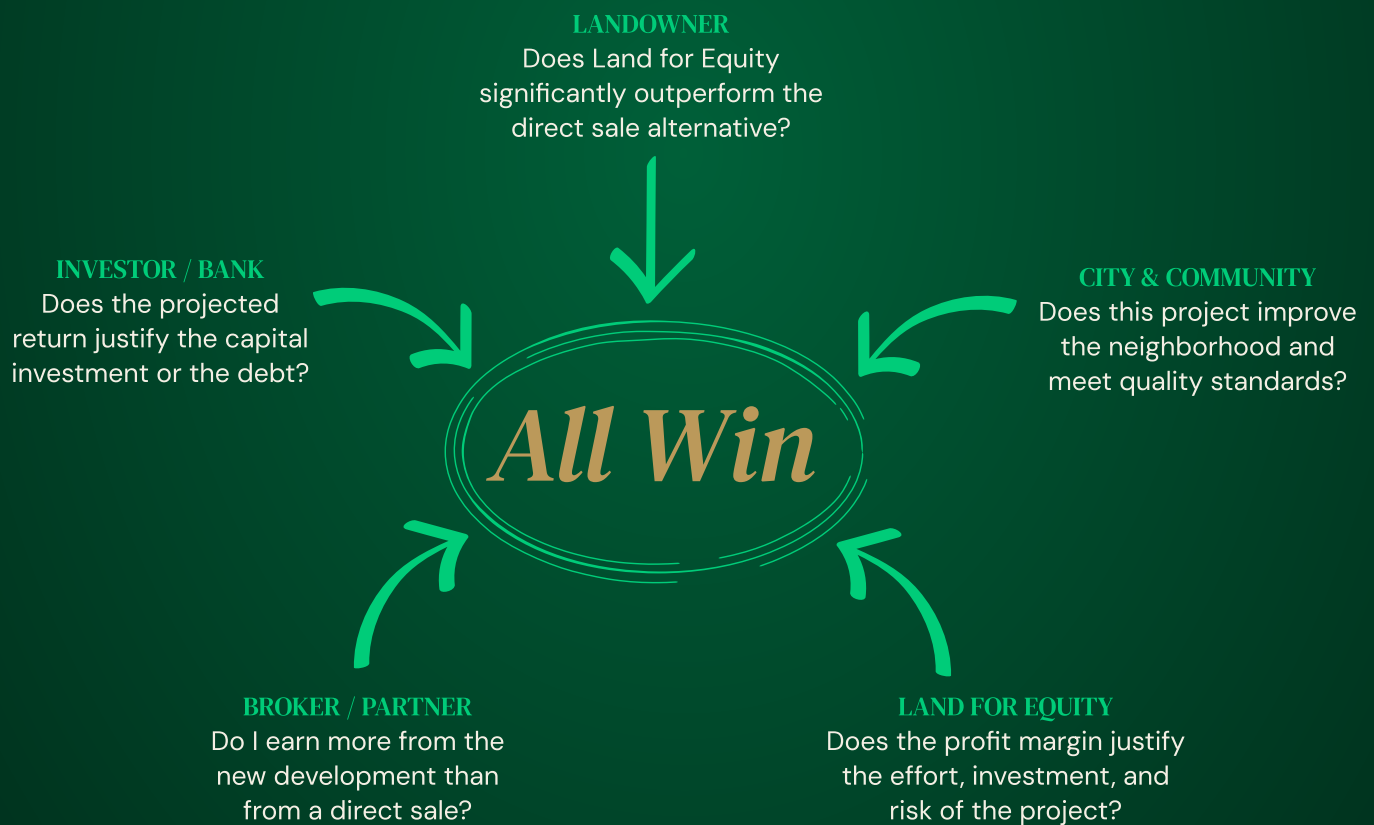 LANDOWNER
Does Land for Equity
significantly outperform the
direct sale alternative?
INVESTOR / BANK
Does the projected
return justify the capital
investment or the debt?
CITY & COMMUNITY
Does this project improve
the neighborhood and
meet quality standards?
All Win
BROKER / PARTNER
Do I earn more from the
new development than
from a direct sale?
LAND FOR EQUITY
Does the profit margin justify
the effort, investment, and
risk of the project?